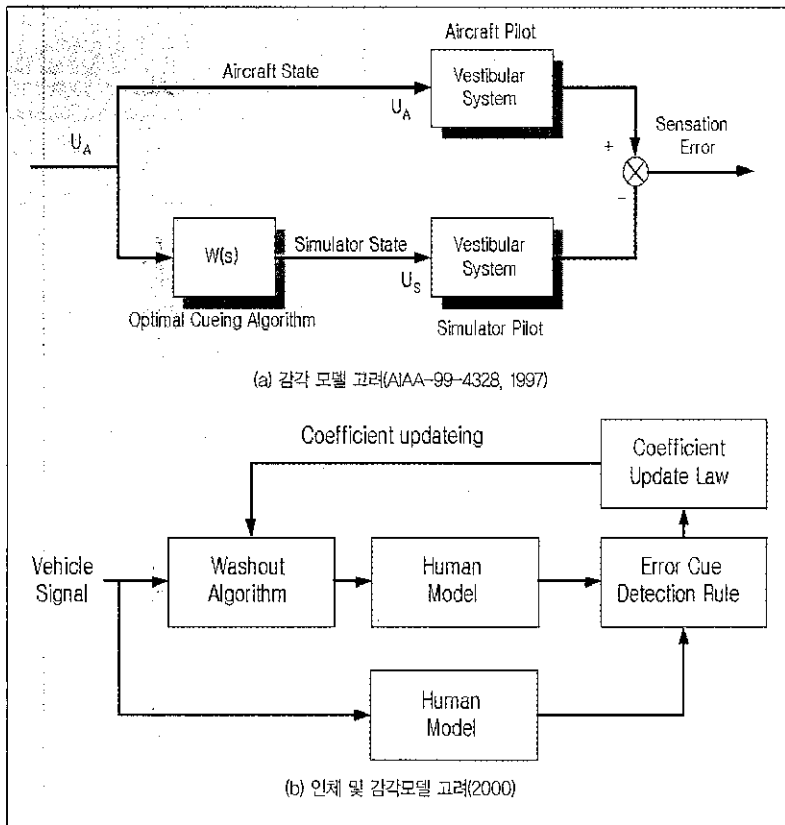 Aircraft Pilot
Aircraft State
Vestibular
System
U_A
U_A
Sensation
Error
+
-
W(s)
Simulator State
Vestibular
System
U_S
Optimal Cueing Algorithm
Simulator Pilot
(a) 감각 모델 고려(AIAA-99-4328, 1997)
Coefficient updateing
Coefficient
Update Law
Vehicle
Signal
Washout
Algorithm
Human
Model
Error Cue
Detection Rule
Human
Model
(b) 인체 및 감각모델 고려(2000)